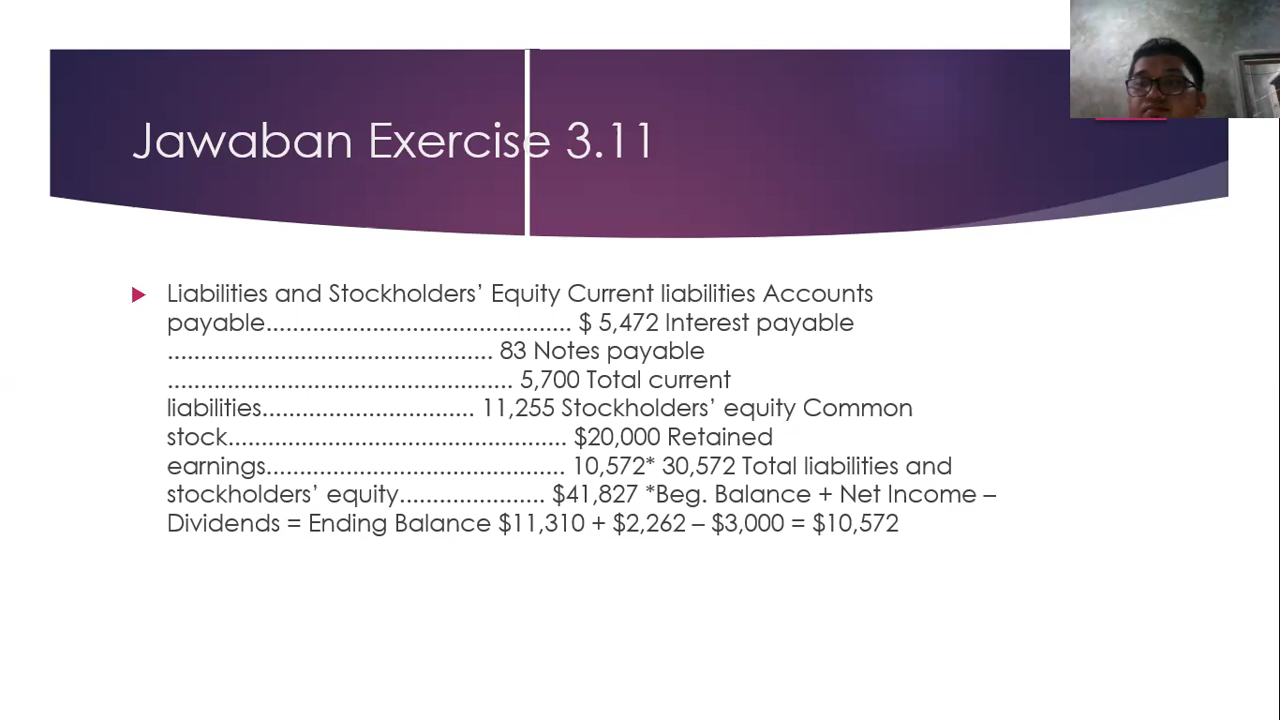 Jawaban Exercise 3.11
Liabilities and Stockholders’ Equity Current liabilities Accounts
payable.............................................. $ 5,472 Interest payable
................................................. 83 Notes payable
.................................................... 5,700 Total current
liabilities................................ 11,255 Stockholders’ equity Common
stock................................................... $20,000 Retained
earnings............................................. 10,572* 30,572 Total liabilities and
stockholders’ equity...................... $41,827 *Beg. Balance + Net Income –
Dividends = Ending Balance $11,310 + $2,262 – $3,000 = $10,572